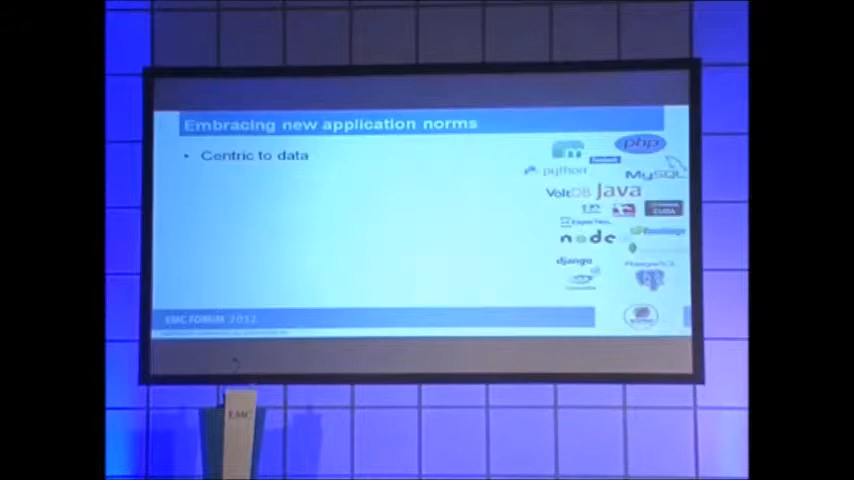 Embracing new application norms
• Centric to data
php
python
MySQL
VoltDB Java
CUDA
node
django
PostgreSQL
EMC FORUM 2012
EMC